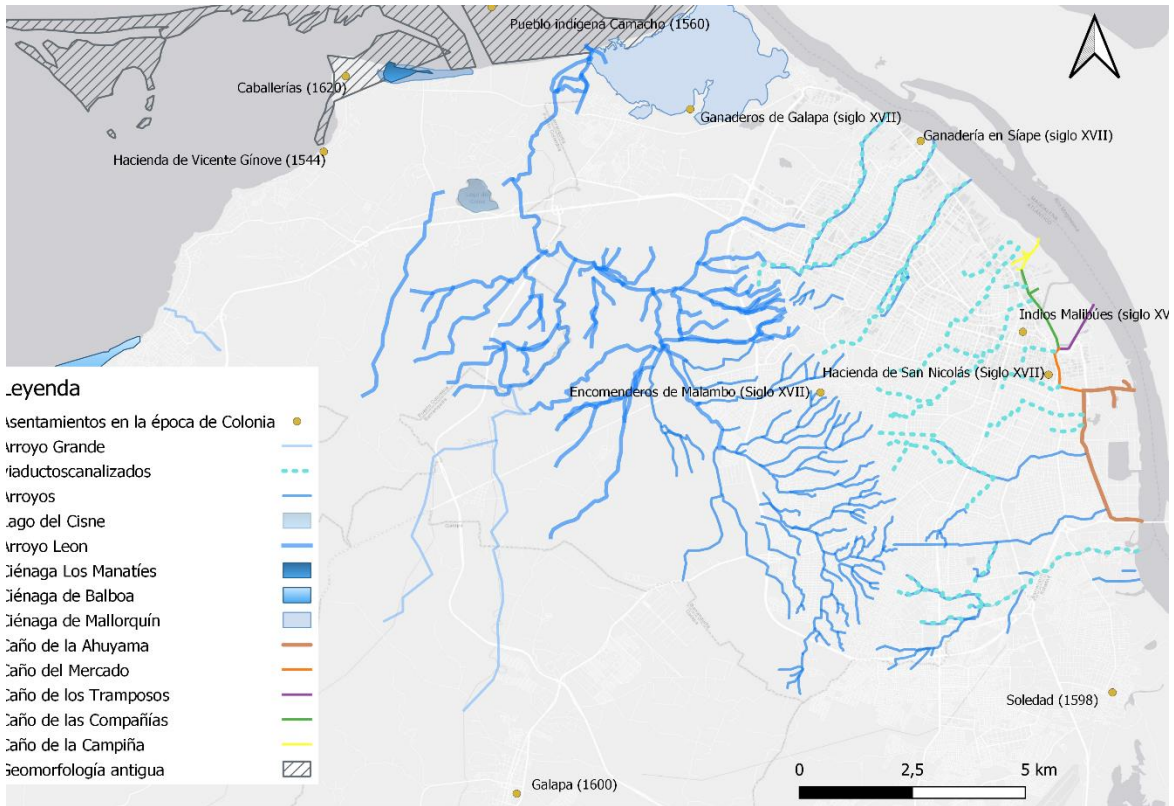 Pueblo indígena Camacho (1560)
Caballerías (1620)
Ganaderos de Galapa (siglo XVII)
Ganadería en Síape (siglo XVII)
Hacienda de Vicente Gínove (1544)
Indios Malibúes (siglo XV
Hacienda de San Nicolás (Siglo XVII)
Encomenderos de Malambo (Siglo XVII)
Leyenda
Asentamientos en la época de Colonia
Arroyo Grande
viaductoscanalizados
Arroyos
Lago del Cisne
Arroyo Leon
Ciénaga Los Manatíes
Ciénaga de Balboa
Ciénaga de Mallorquín
Caño de la Ahuyama
Caño del Mercado
Caño de los Tramposos
Caño de las Compañías
Caño de la Campiña
Geomorfología antigua
Soledad (1598)
Galapa (1600)
0 2,5 5 km